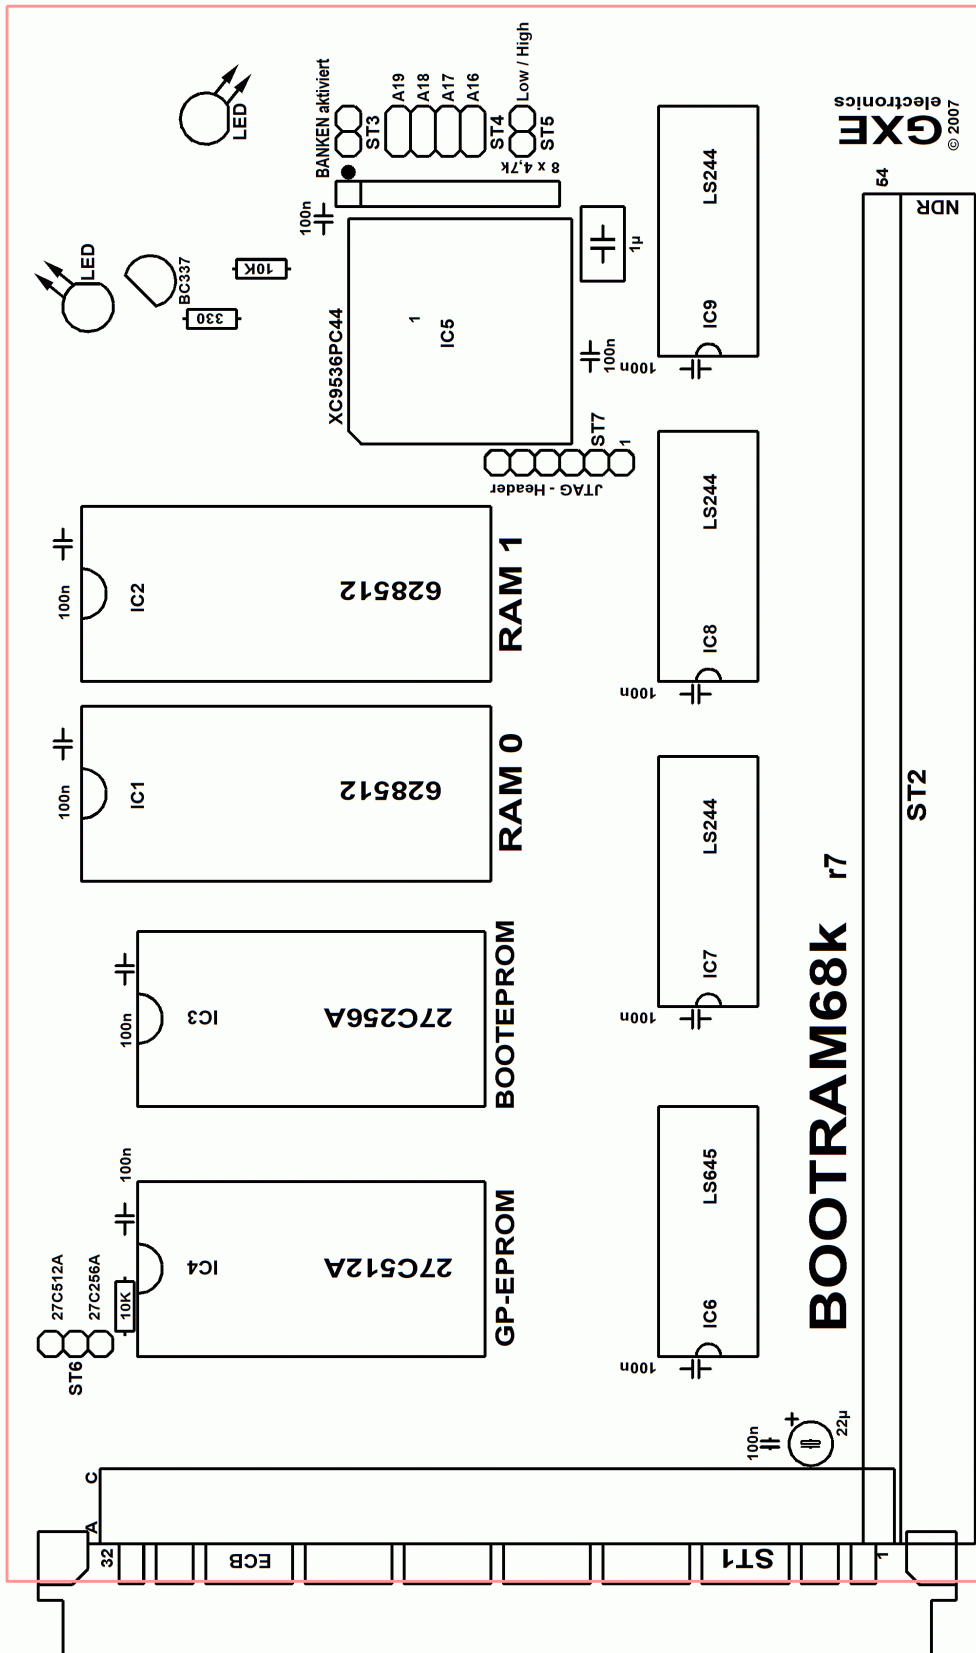 LED
BANKEN aktiviert
ST3
A19
A18
A17
A16
ST4
Low / High
ST5
8 x 4,7k
GXE
electronics
© 2007
LED
BC337
10K
330
100n
XC9536PC44
1
IC5
1µ
100n
LS244
IC9
100n
54
NDR
ST7
1
JTAG - Header
100n
IC2
628512
RAM 1
LS244
IC8
100n
100n
IC1
628512
RAM 0
LS244
IC7
100n
ST2
BOOTRAM68k r7
100n
IC3
27C256A
BOOTEPROM
100n
IC4
27C512A
GP-EPROM
LS645
IC6
100n
27C512A
27C256A
10K
ST6
100n
22µ
+
C
A
32
ECB
ST1
1